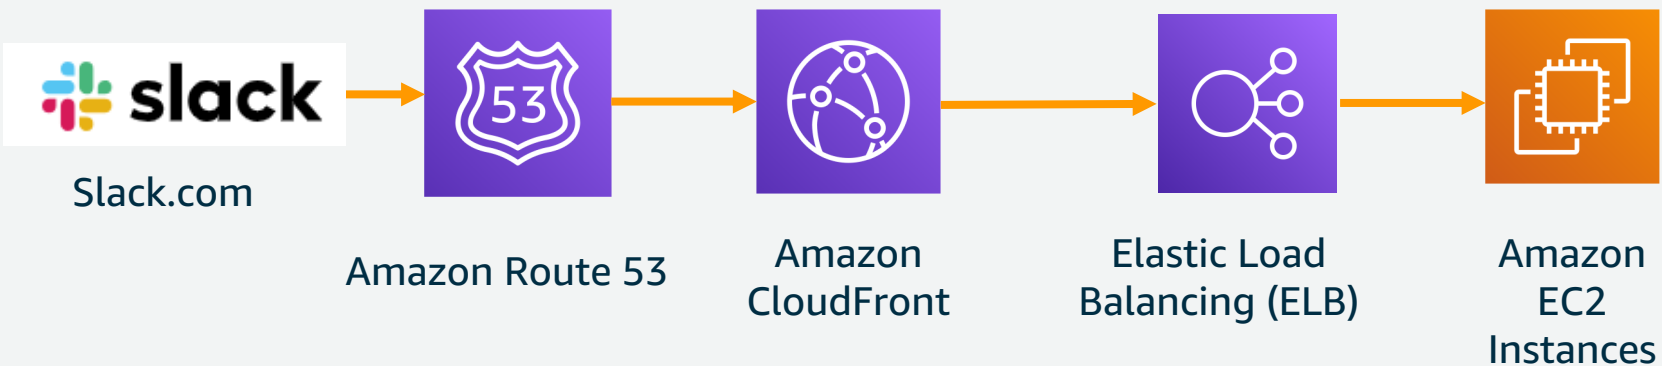 slack
Slack.com
53
Amazon Route 53
Amazon
CloudFront
Elastic Load
Balancing (ELB)
Amazon
EC2
Instances